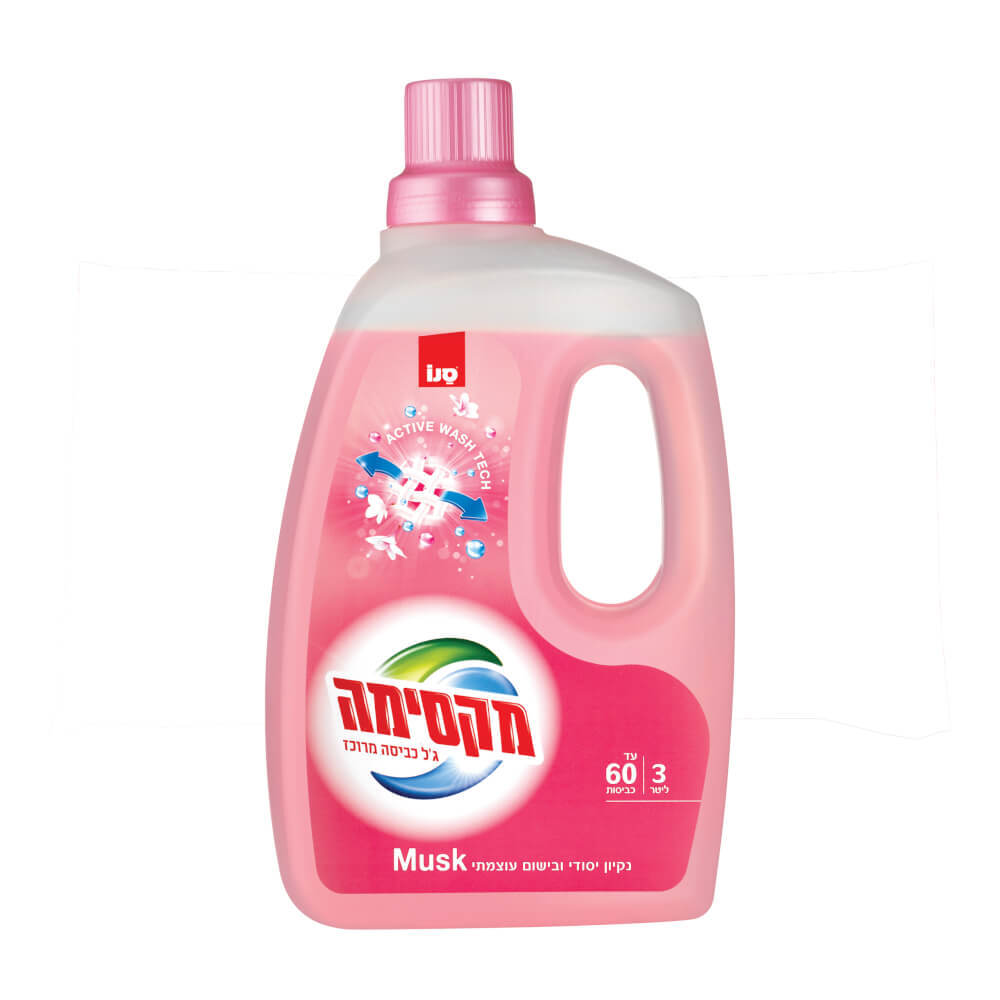 סנו
ACTIVE WASH TECH
מקסימה
ג'ל כביסה מרוכז
עד
3 | 60
ליטר | כביסות
נקיון יסודי ובישום עוצמתי Musk